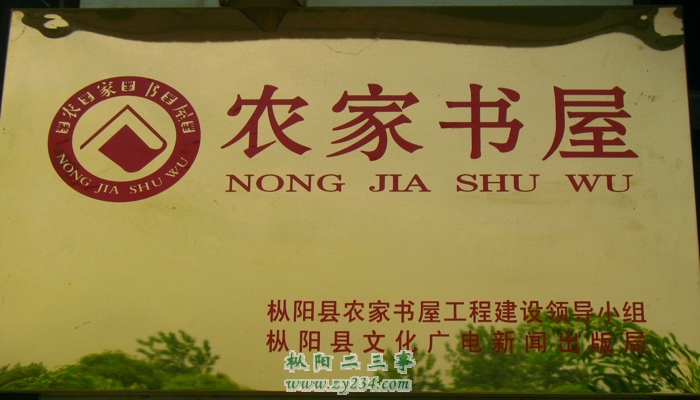 农家书屋
NONG JIA SHU WU
农家书屋
NONG JIA SHU WU
枞阳县农家书屋工程建设领导小组
枞阳县文化广电新闻出版局
枞阳二三事
www.zy234.com